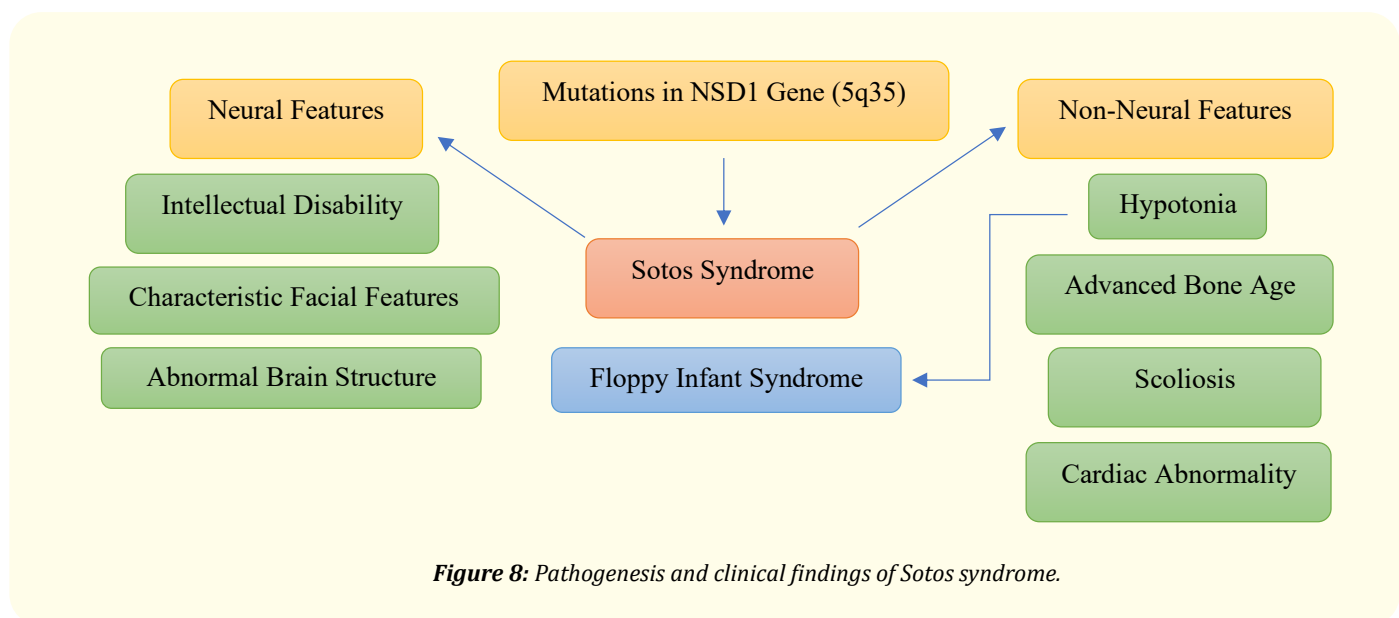 Neural Features
Mutations in NSD1 Gene (5q35)
Non-Neural Features
Intellectual Disability
Characteristic Facial Features
Abnormal Brain Structure
Sotos Syndrome
Floppy Infant Syndrome
Hypotonia
Advanced Bone Age
Scoliosis
Cardiac Abnormality
Figure 8: Pathogenesis and clinical findings of Sotos syndrome.